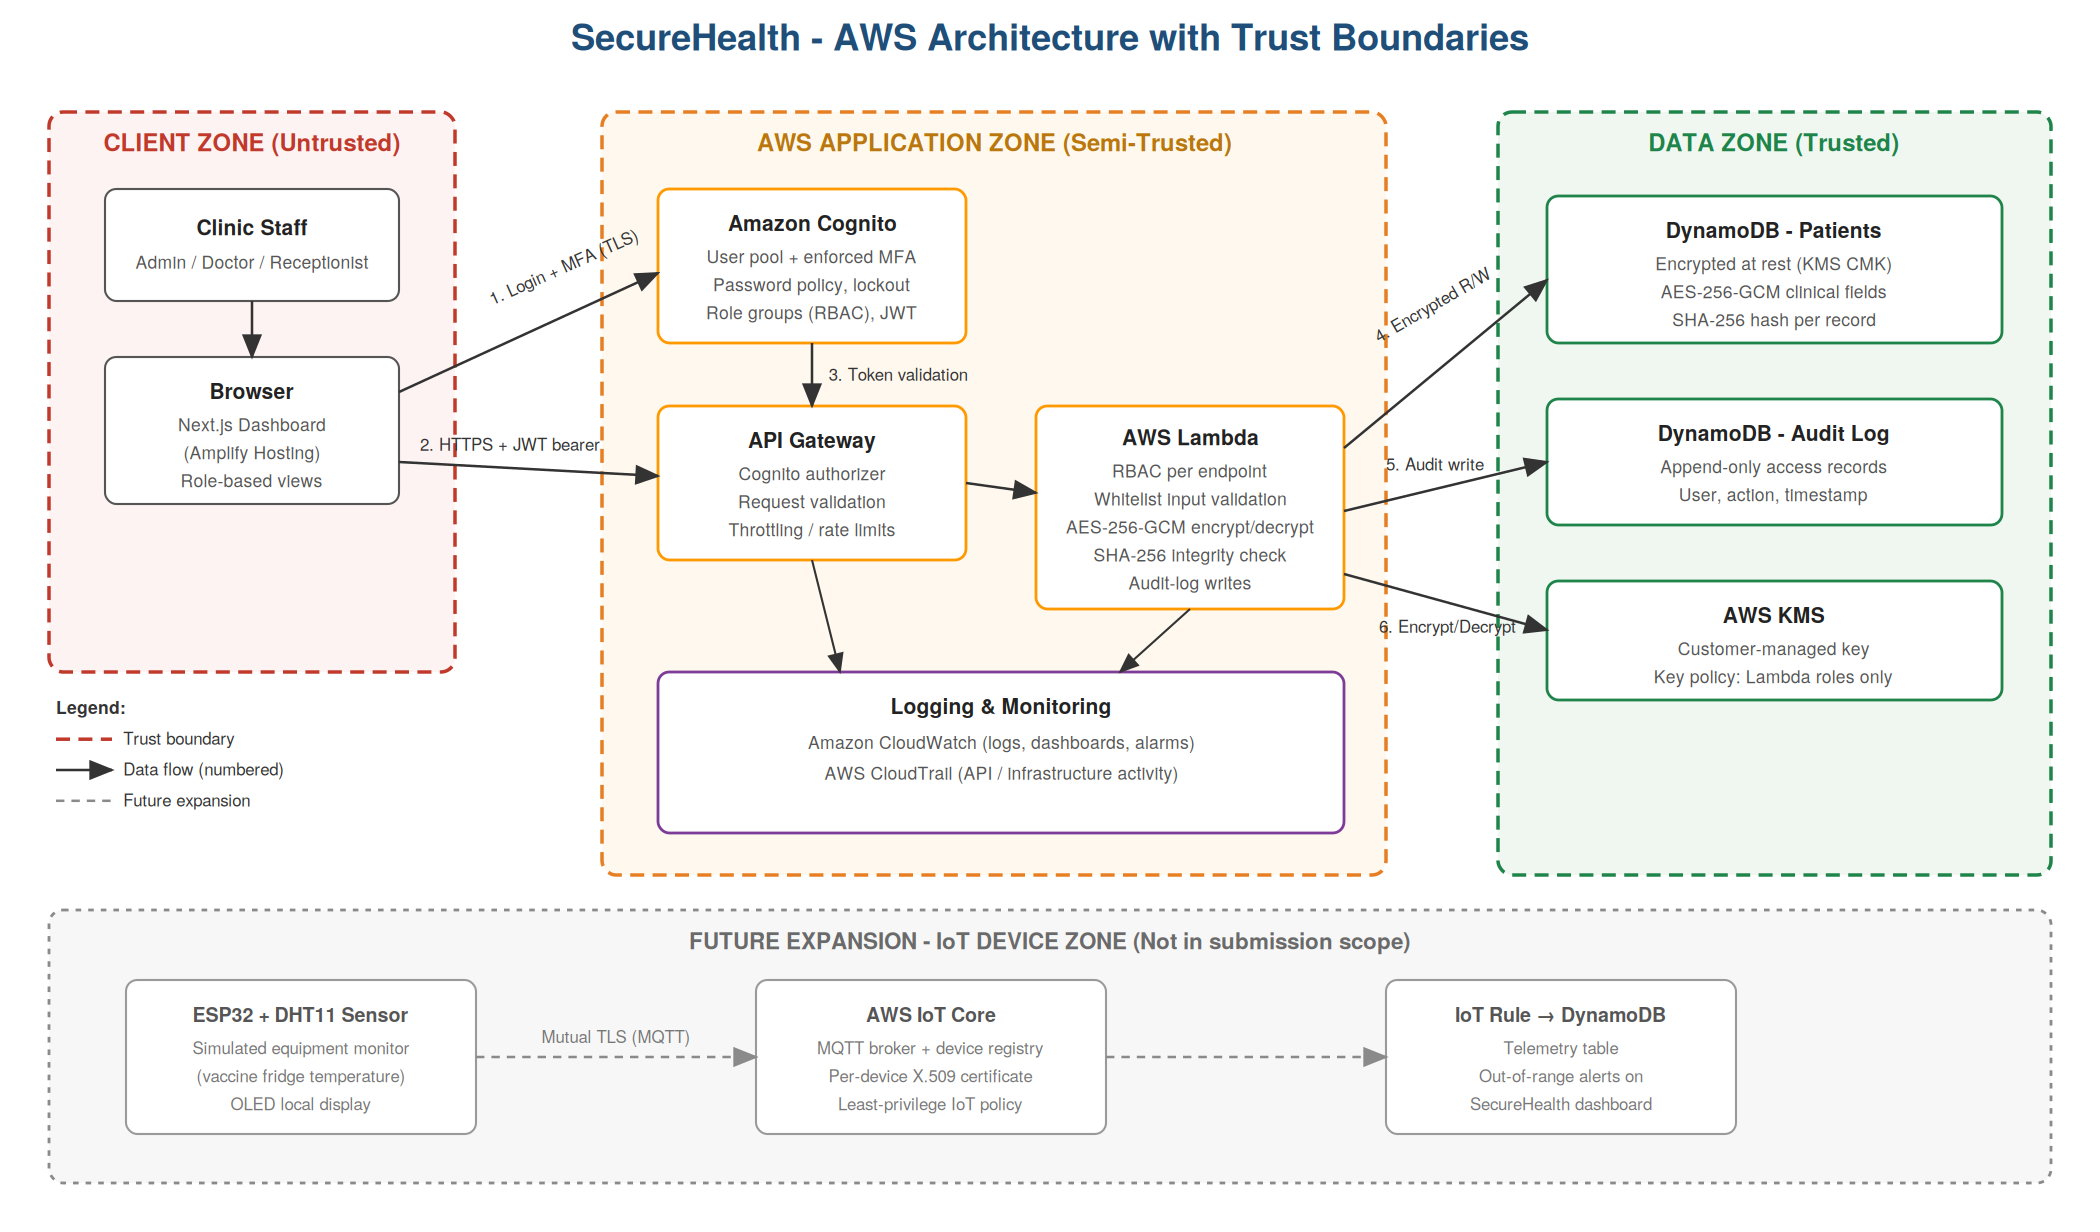 SecureHealth - AWS Architecture with Trust Boundaries
CLIENT ZONE (Untrusted)
Clinic Staff
Admin / Doctor / Receptionist
Browser
Next.js Dashboard
(Amplify Hosting)
Role-based views
1. Login + MFA (TLS)
2. HTTPS + JWT bearer
AWS APPLICATION ZONE (Semi-Trusted)
Amazon Cognito
User pool + enforced MFA
Password policy, lockout
Role groups (RBAC), JWT
3. Token validation
API Gateway
Cognito authorizer
Request validation
Throttling / rate limits
AWS Lambda
RBAC per endpoint
Whitelist input validation
AES-256-GCM encrypt/decrypt
SHA-256 integrity check
Audit-log writes
Logging & Monitoring
Amazon CloudWatch (logs, dashboards, alarms)
AWS CloudTrail (API / infrastructure activity)
4. Encrypted R/W
5. Audit write
6. Encrypt/Decrypt
DATA ZONE (Trusted)
DynamoDB - Patients
Encrypted at rest (KMS CMK)
AES-256-GCM clinical fields
SHA-256 hash per record
DynamoDB - Audit Log
Append-only access records
User, action, timestamp
AWS KMS
Customer-managed key
Key policy: Lambda roles only
Legend:
Trust boundary
Data flow (numbered)
Future expansion
FUTURE EXPANSION - IoT DEVICE ZONE (Not in submission scope)
ESP32 + DHT11 Sensor
Simulated equipment monitor
(vaccine fridge temperature)
OLED local display
Mutual TLS (MQTT)
AWS IoT Core
MQTT broker + device registry
Per-device X.509 certificate
Least-privilege IoT policy
IoT Rule → DynamoDB
Telemetry table
Out-of-range alerts on
SecureHealth dashboard